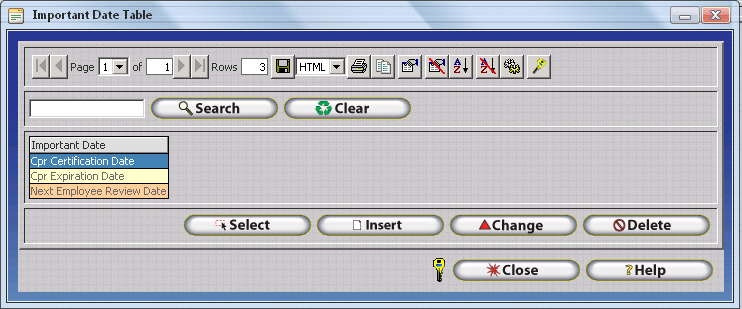 Important Date Table
Page 1 of 1 Rows 3 HTML
Search Clear
Important Date
Cpr Certification Date
Cpr Expiration Date
Next Employee Review Date
Select Insert Change Delete
Close ?Help